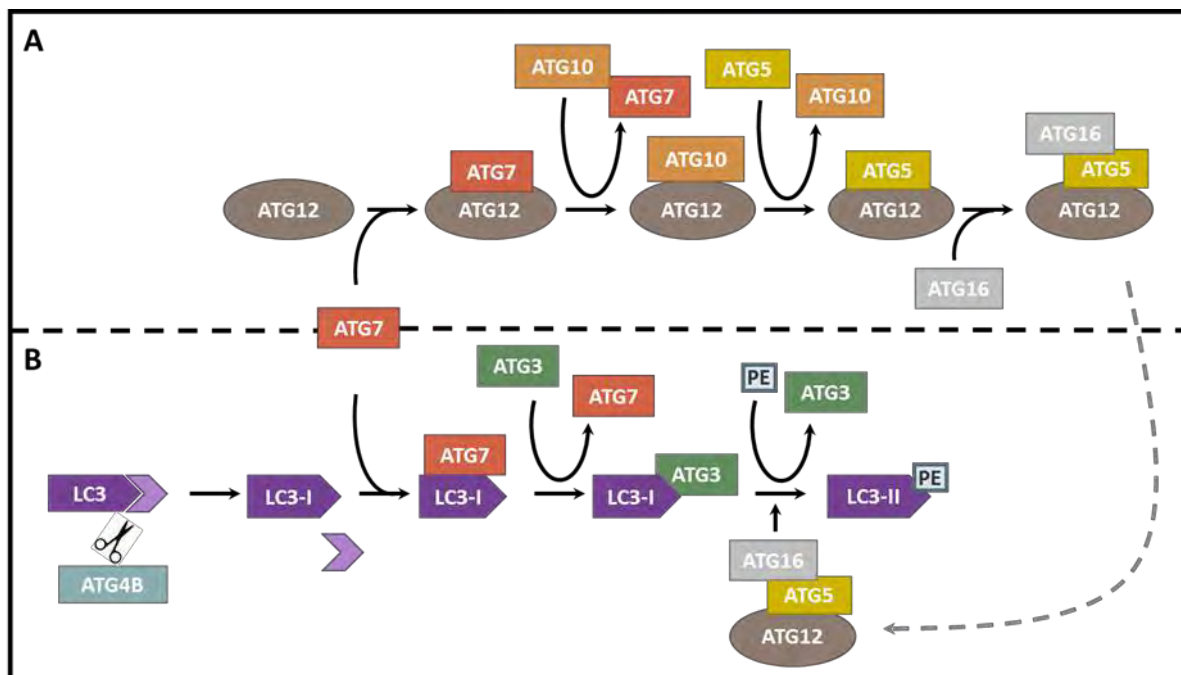 A
ATG10
ATG7
ATG5
ATG10
ATG16
ATG7
ATG10
ATG5
ATG5
ATG12
ATG12
ATG12
ATG12
ATG12
ATG16
ATG7
B
ATG3
ATG7
PE
ATG3
ATG7
ATG3
PE
LC3
LC3-I
LC3-I
LC3-I
LC3-II
ATG4B
ATG16
ATG5
ATG12